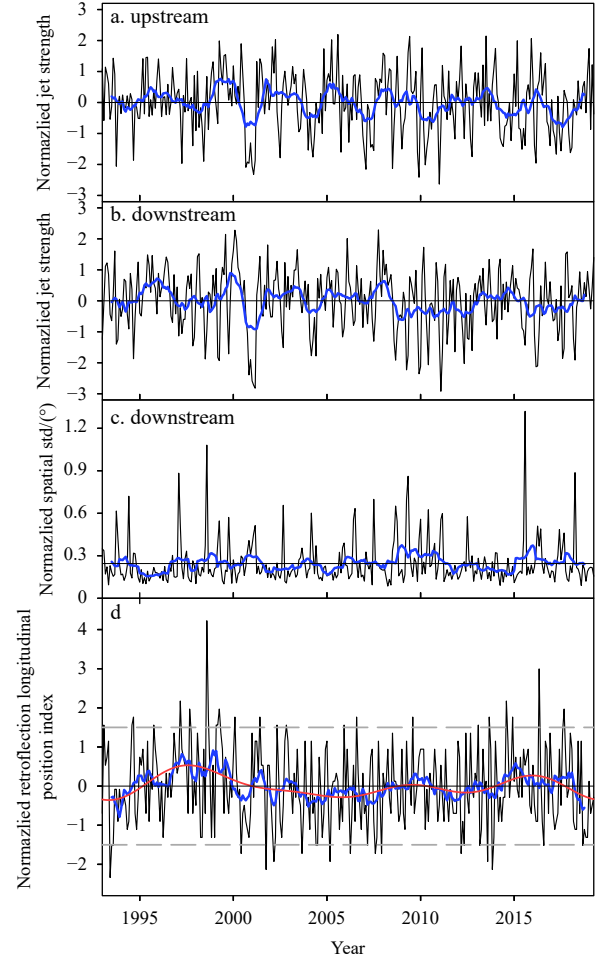 a. upstream
Normazlied jet strength
3
2
1
0
−1
−2
−3
b. downstream
Normazlied jet strength
3
2
1
0
−1
−2
−3
c. downstream
Normazlied spatial std/(°)
1.2
0.9
0.6
0.3
0
d
Normazlied retroflection longitudinal
position index
4
3
2
1
0
−1
−2
1995 2000 2005 2010 2015
Year